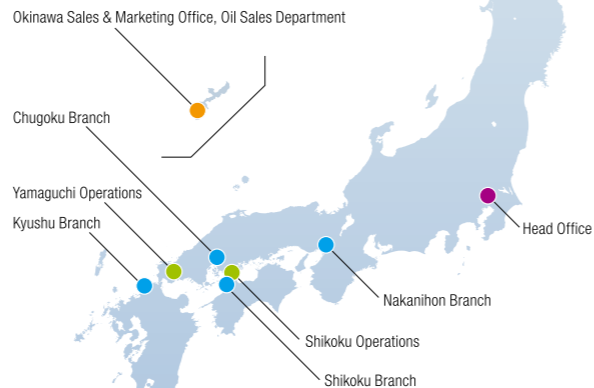 Okinawa Sales & Marketing Office, Oil Sales Department
Chugoku Branch
Yamaguchi Operations
Kyushu Branch
Head Office
Nakanihon Branch
Shikoku Operations
Shikoku Branch